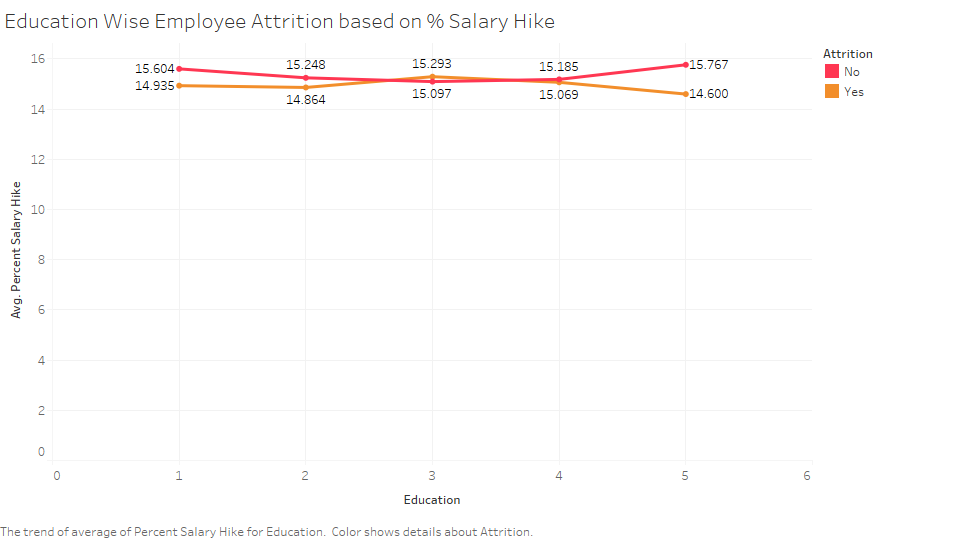 Education Wise Employee Attrition based on % Salary Hike
Attrition
No
Yes
Avg. Percent Salary Hike
16
14
12
10
8
6
4
2
0
15.604
15.248
15.293
15.185
15.767
14.935
14.864
15.097
15.069
14.600
0 1 2 3 4 5 6
Education
The trend of average of Percent Salary Hike for Education. Color shows details about Attrition.